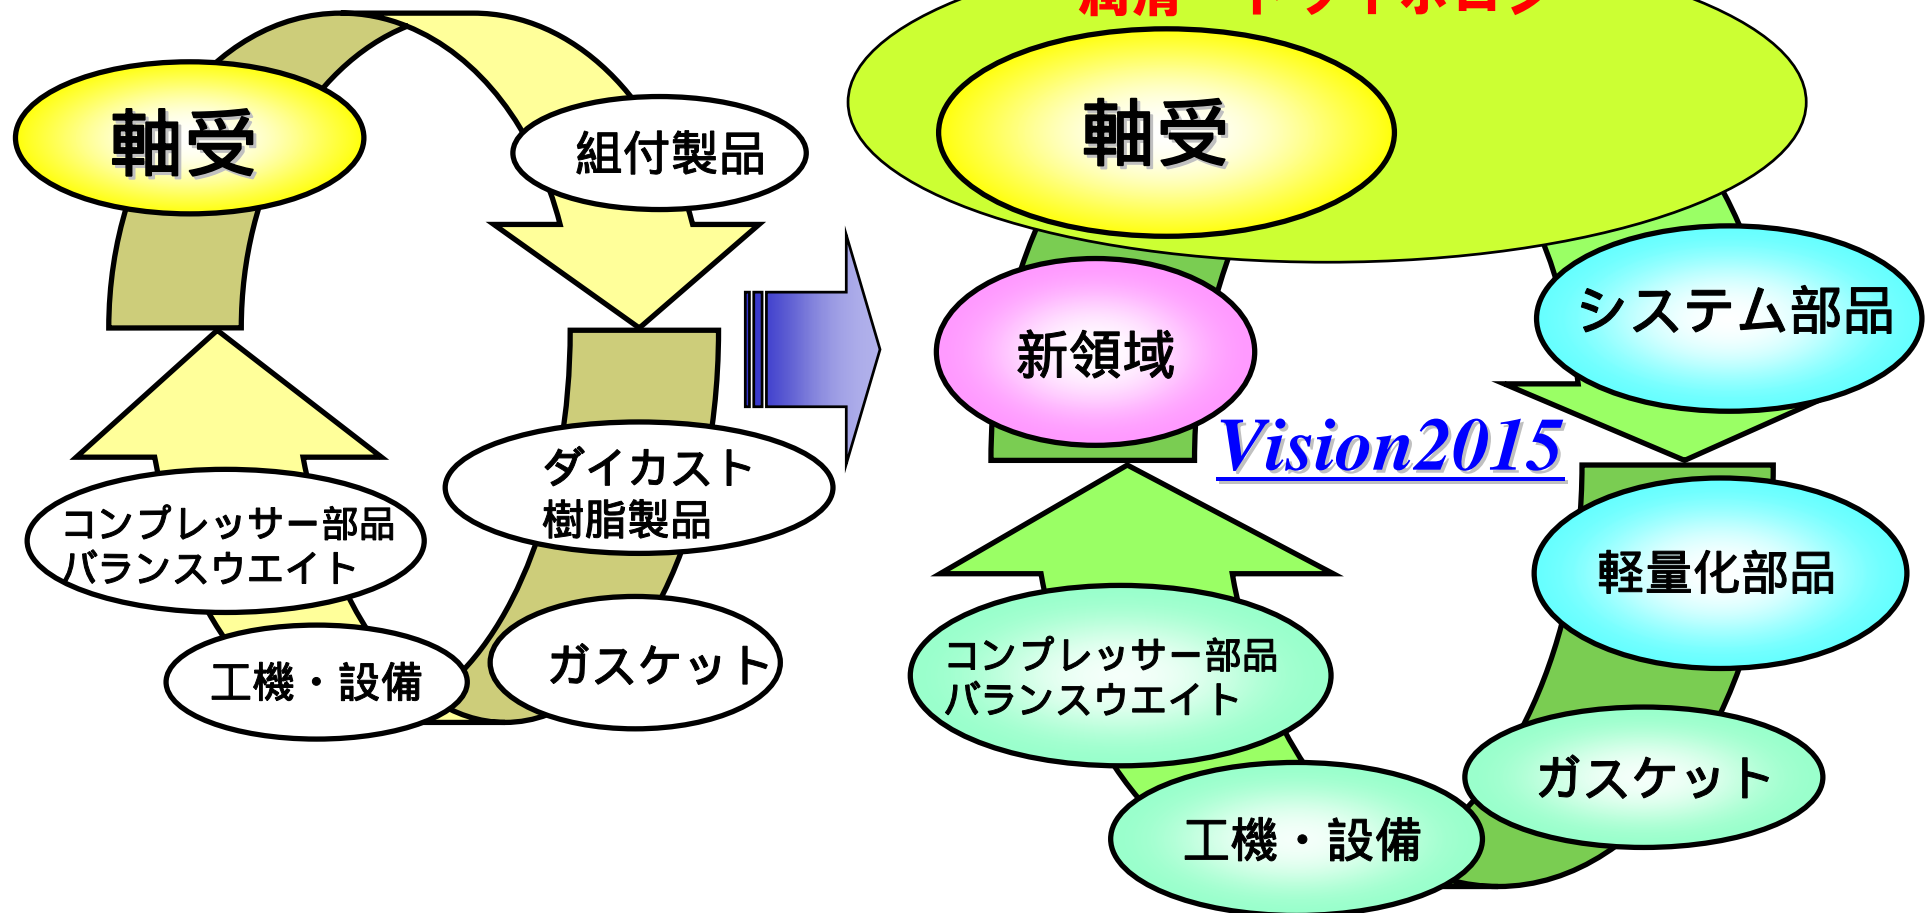 軸受
組付製品
ダイカスト
樹脂製品
ガスケット
工機・設備
コンプレッサー部品
バランスウエイト
軸受
新領域
システム部品
Vision2015
軽量化部品
ガスケット
工機・設備
コンプレッサー部品
バランスウエイト